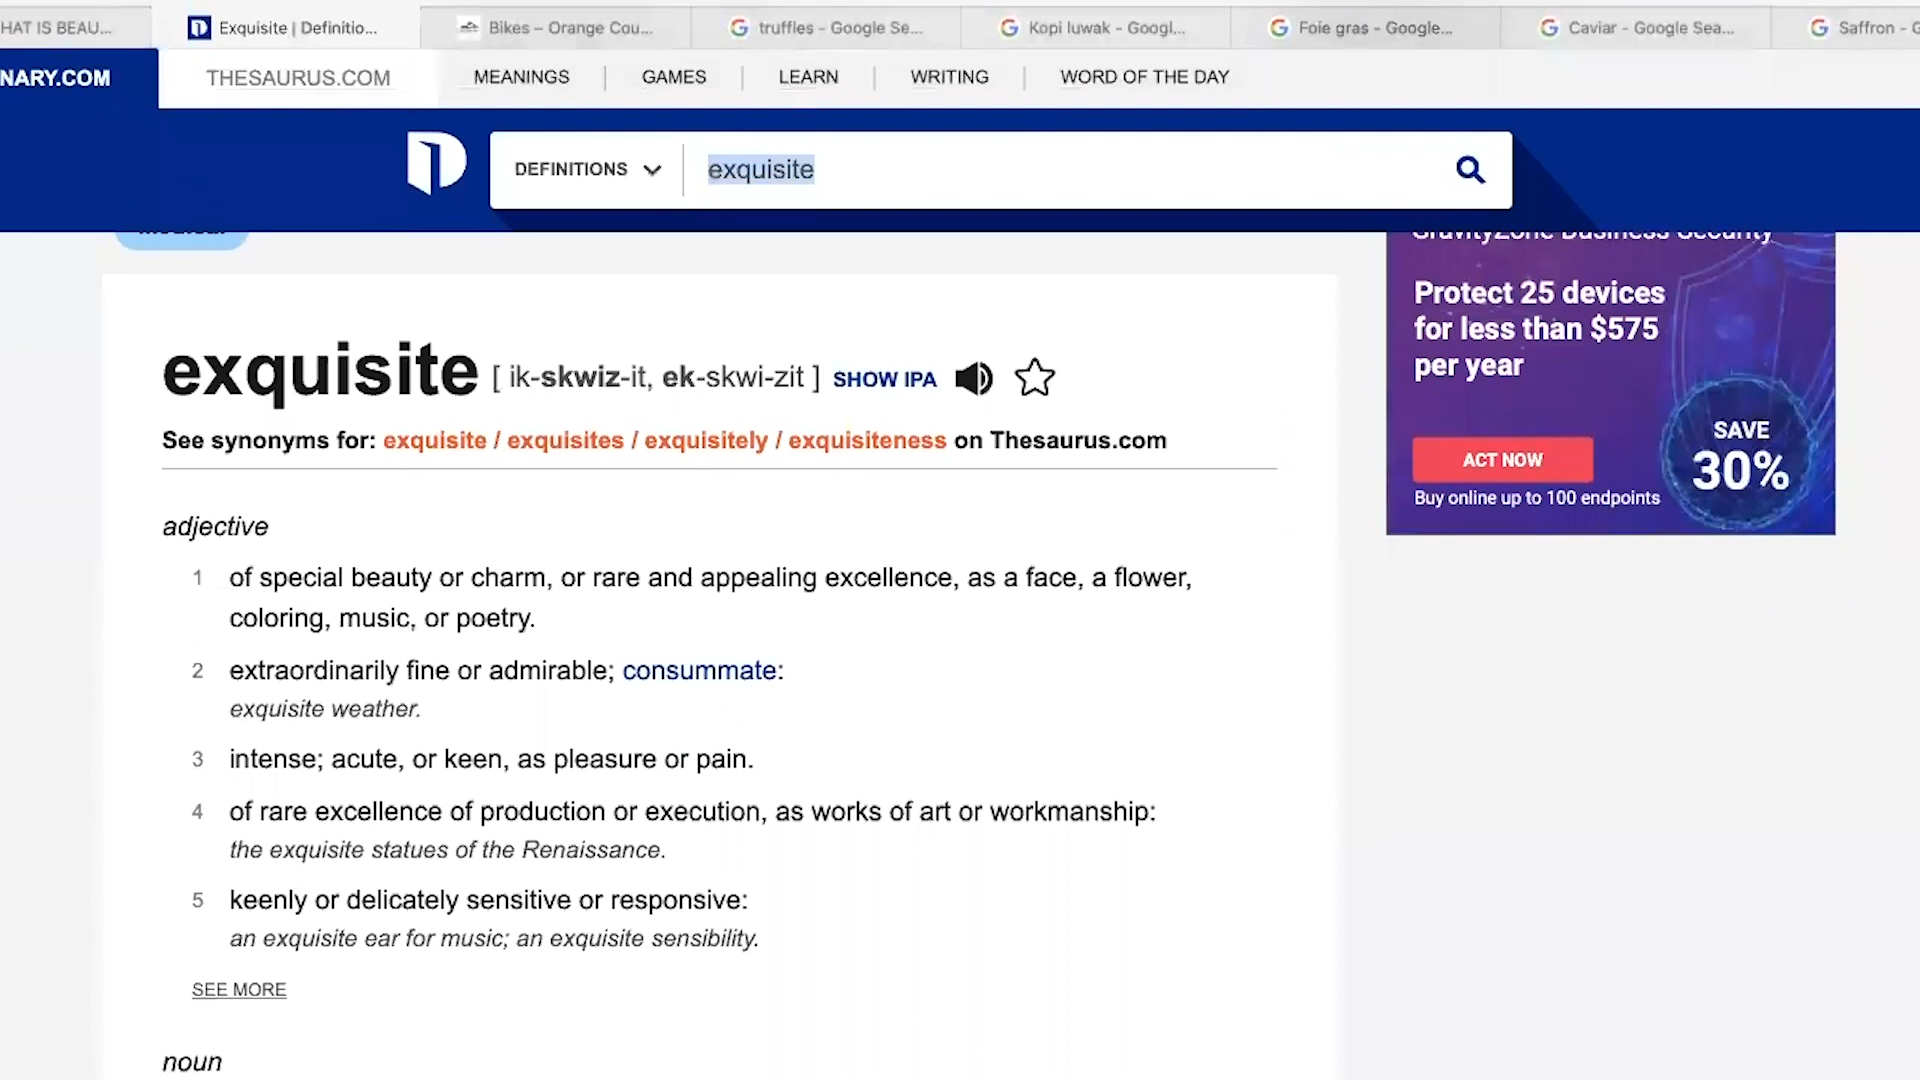 HAT IS BEAU...
Exquisite | Definitio...
Bikes – Orange Cou...
truffles - Google Se...
Kopi luwak - Googl...
Foie gras - Google...
Caviar - Google Sea...
Saffron - G
NARY.COM
THESAURUS.COM
MEANINGS
GAMES
LEARN
WRITING
WORD OF THE DAY
DEFINITIONS
exquisite
GravityZone Business Security
Protect 25 devices
for less than $575
per year
SAVE
30%
ACT NOW
Buy online up to 100 endpoints
exquisite [ ik-skwiz-it, ek-skwi-zit ] SHOW IPA
See synonyms for: exquisite / exquisites / exquisitely / exquisiteness on Thesaurus.com
adjective
1 of special beauty or charm, or rare and appealing excellence, as a face, a flower,
coloring, music, or poetry.
2 extraordinarily fine or admirable; consummate:
exquisite weather.
3 intense; acute, or keen, as pleasure or pain.
4 of rare excellence of production or execution, as works of art or workmanship:
the exquisite statues of the Renaissance.
5 keenly or delicately sensitive or responsive:
an exquisite ear for music; an exquisite sensibility.
SEE MORE
noun